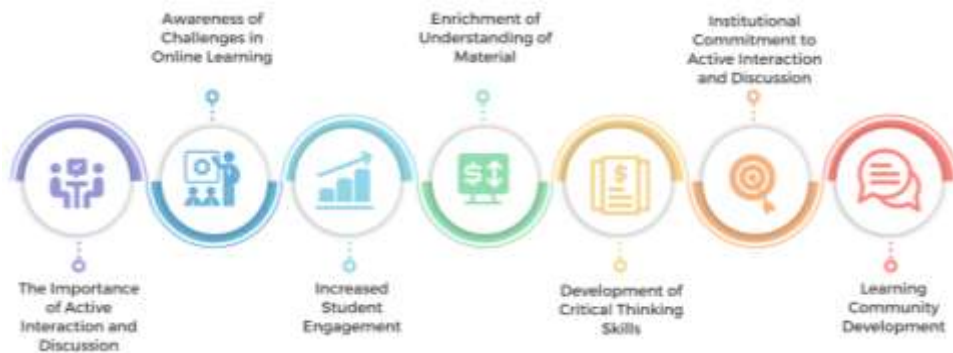 The Importance
of Active
Interaction and
Discussion
Awareness of
Challenges in
Online Learning
Increased
Student
Engagement
Enrichment of
Understanding of
Material
Development of
Critical Thinking
Skills
Institutional
Commitment to
Active Interaction
and Discussion
Learning
Community
Development
$
$